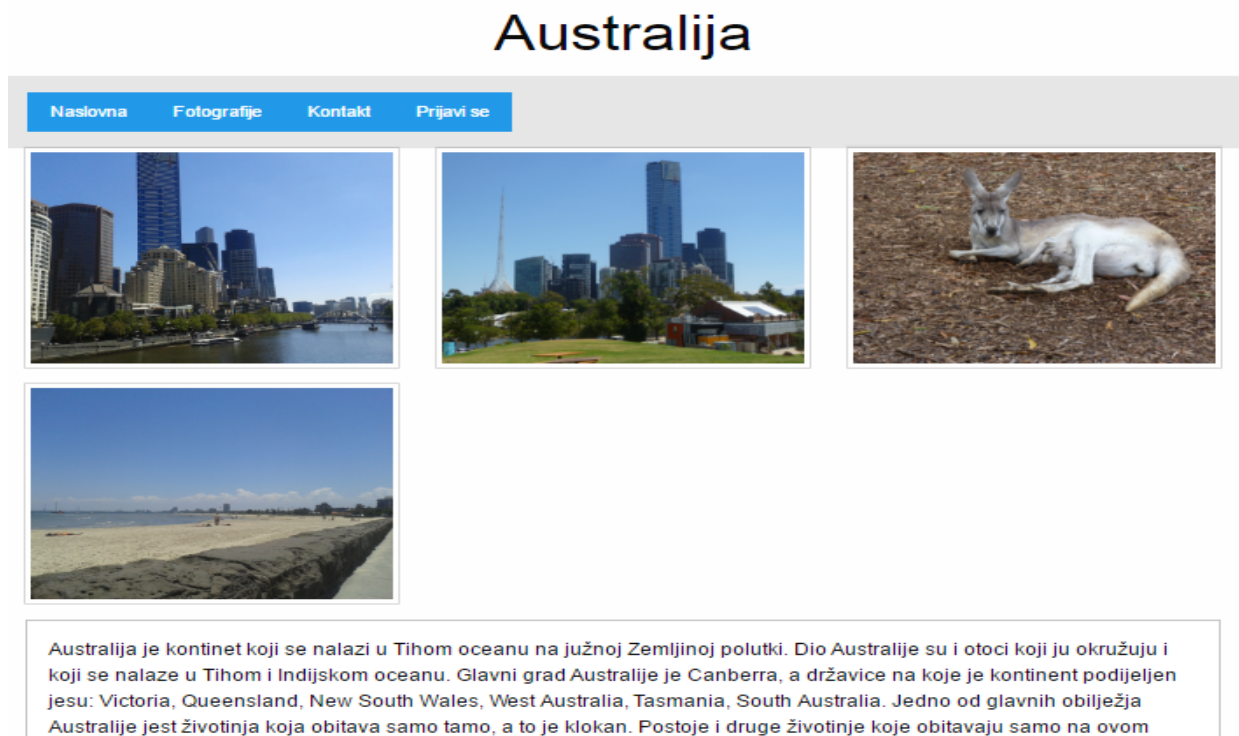 Australija
Naslovna Fotografije Kontakt Prijavi se
Australija je kontinet koji se nalazi u Tihom oceanu na južnoj Zemljinoj polutki. Dio Australije su i otoci koji ju okružuju i
koji se nalaze u Tihom i Indijskom oceanu. Glavni grad Australije je Canberra, a državice na koje je kontinent podijeljen
jesu: Victoria, Queensland, New South Wales, West Australia, Tasmania, South Australia. Jedno od glavnih obilježja
Australije jest životinja koja obitava samo tamo, a to je klokan. Postoje i druge životinje koje obitavaju samo na ovom